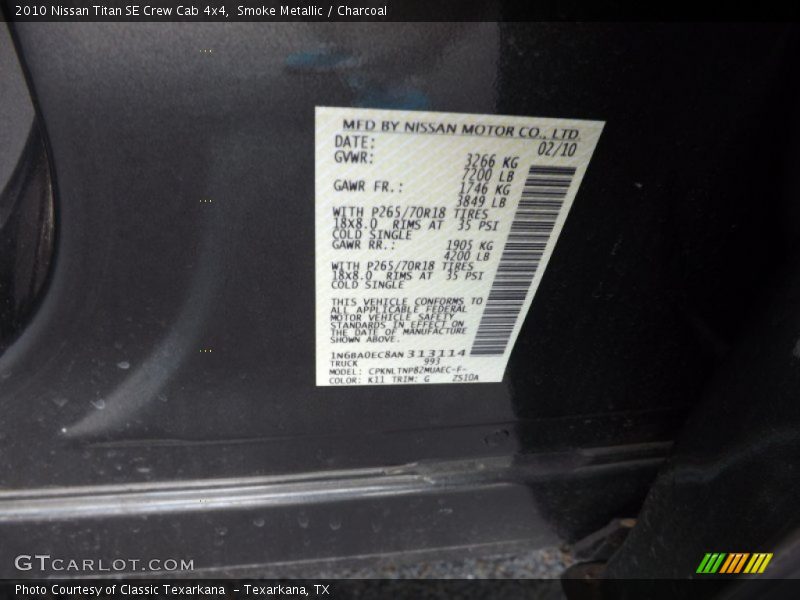 2010 Nissan Titan SE Crew Cab 4x4,  Smoke Metallic / Charcoal
MFD BY NISSAN MOTOR CO., LTD.
DATE: 02/10
GVWR: 3266 KG
7200 LB
GAWR FR.: 1746 KG
3849 LB
WITH P265/70R18 TIRES
18X8.0 RIMS AT 35 PSI
COLD SINGLE
GAWR RR.: 1905 KG
4200 LB
WITH P265/70R18 TIRES
18X8.0 RIMS AT 35 PSI
COLD SINGLE
THIS VEHICLE CONFORMS TO
ALL APPLICABLE FEDERAL
MOTOR VEHICLE SAFETY
STANDARDS IN EFFECT ON
THE DATE OF MANUFACTURE
SHOWN ABOVE.
1N6BA0EC8AN313114
TRUCK 993
MODEL: CPKNLTNP82MUAEC-F-
COLOR: K11 TRIM: G ZS10A
GTCARLOT.COM
Photo Courtesy of Classic Texarkana  - Texarkana, TX